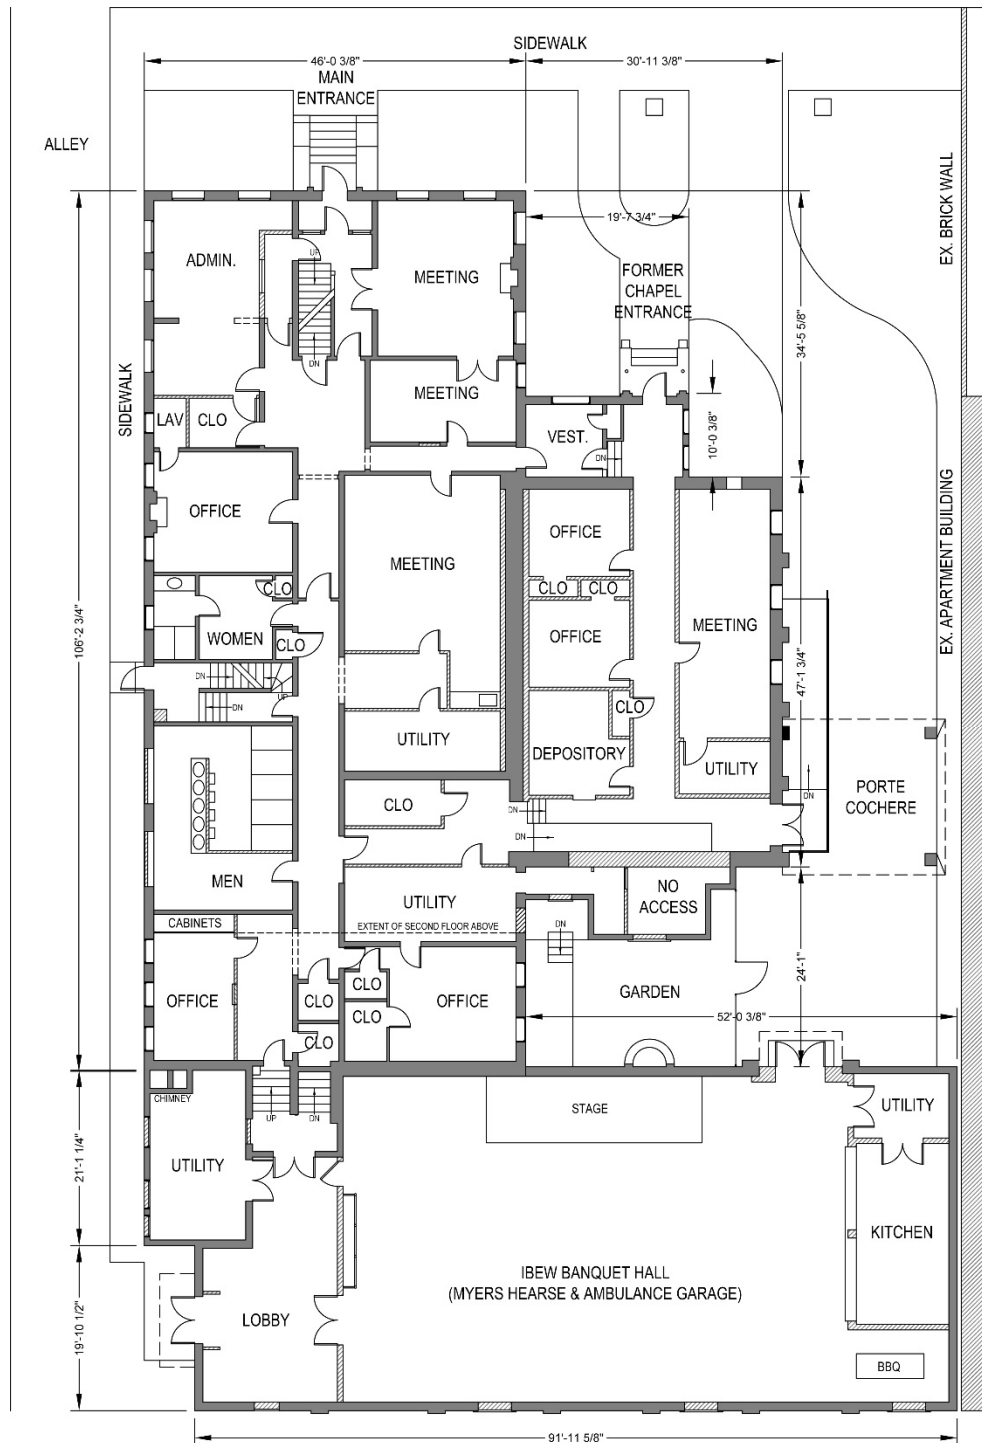 SIDEWALK
46'-0 3/8"
30'-11 3/8"
MAIN
ENTRANCE
ALLEY
EX. BRICK WALL
19'-7 3/4"
ADMIN.
UP
MEETING
FORMER
CHAPEL
ENTRANCE
34'-5 5/8"
DN
MEETING
SIDEWALK
LAV
CLO
VEST.
DN
10'-0 3/8"
OFFICE
OFFICE
MEETING
CLO
CLO
CLO
EX. APARTMENT BUILDING
106'-2 3/4"
WOMEN
CLO
OFFICE
MEETING
47'-1 3/4"
DN
UP
DN
CLO
UTILITY
DEPOSITORY
UTILITY
DN
PORTE
COCHERE
CLO
DN
DN
MEN
UTILITY
NO
ACCESS
CABINETS
EXTENT OF SECOND FLOOR ABOVE
DN
24'-1"
OFFICE
CLO
CLO
CLO
OFFICE
GARDEN
52'-0 3/8"
CLO
CHIMNEY
UP
DN
STAGE
UTILITY
21'-1 1/4"
UTILITY
KITCHEN
IBEW BANQUET HALL
(MYERS HEARSE & AMBULANCE GARAGE)
LOBBY
19'-10 1/2"
BBQ
91'-11 5/8"